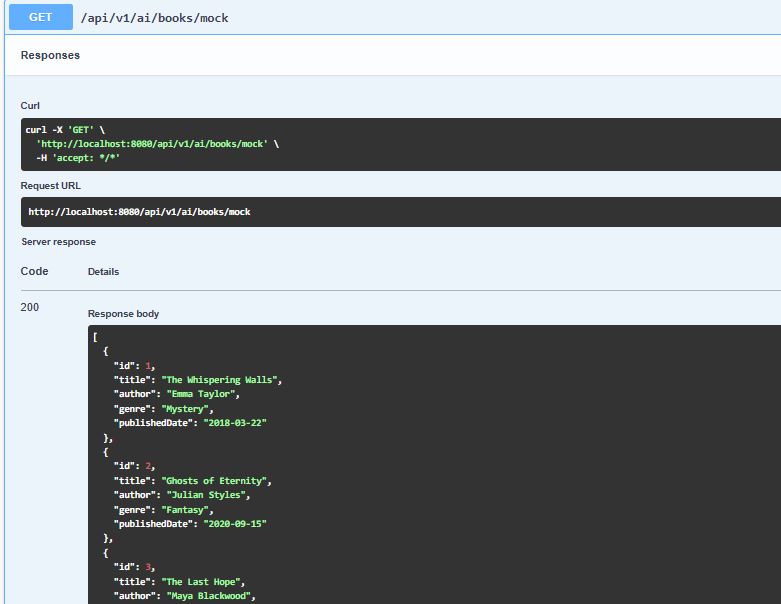 GET /api/v1/ai/books/mock
Responses
Curl
curl -X 'GET' \
  'http://localhost:8080/api/v1/ai/books/mock' \
  -H 'accept: */*'
Request URL
http://localhost:8080/api/v1/ai/books/mock
Server response
Code Details
200
Response body
[
  {
    "id": 1,
    "title": "The Whispering Walls",
    "author": "Emma Taylor",
    "genre": "Mystery",
    "publishedDate": "2018-03-22"
  },
  {
    "id": 2,
    "title": "Ghosts of Eternity",
    "author": "Julian Styles",
    "genre": "Fantasy",
    "publishedDate": "2020-09-15"
  },
  {
    "id": 3,
    "title": "The Last Hope",
    "author": "Maya Blackwood",